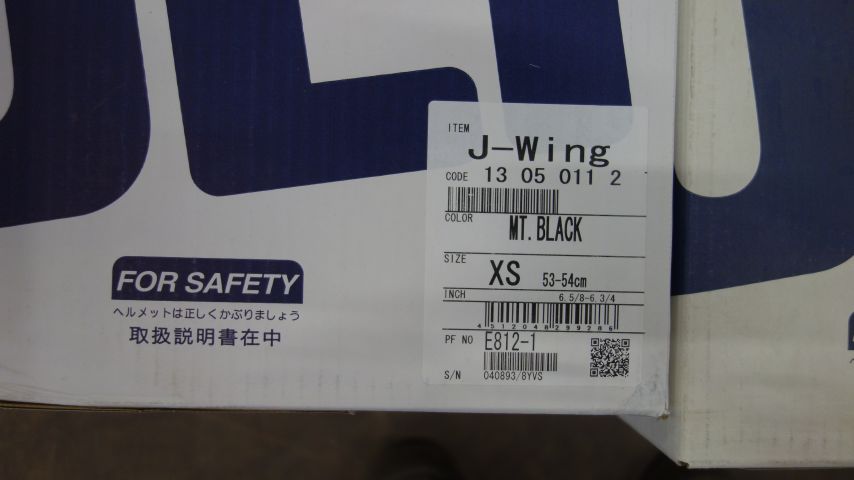 ITEM
J-Wing
CODE 13 05 011 2
COLOR
MT.BLACK
SIZE
XS 53-54cm
INCH 6.5/8-6.3/4
4512048299286
PF NO E812-1
S/N 040893/8YVS
FOR SAFETY
ヘルメットは正しくかぶりましょう
取扱説明書在中